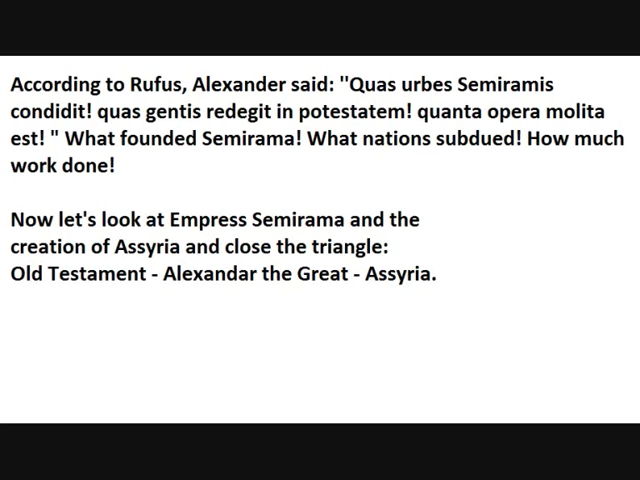 According to Rufus, Alexander said: "Quas urbes Semiramis
condidit! quas gentis redegit in potestatem! quanta opera molita
est! " What founded Semirama! What nations subdued! How much
work done!
Now let's look at Empress Semirama and the
creation of Assyria and close the triangle:
Old Testament - Alexandar the Great - Assyria.